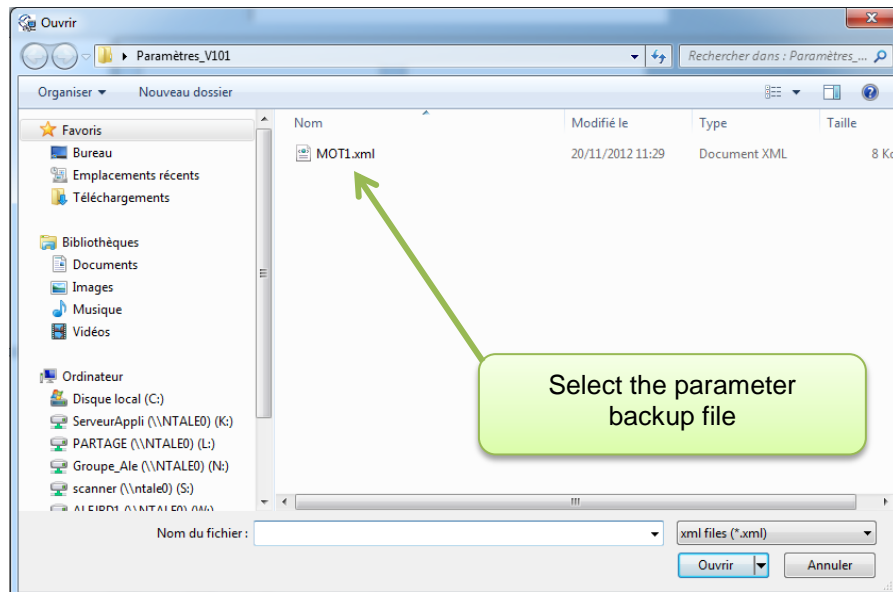 Ouvrir
Paramètres_V101
Rechercher dans : Paramètres_...
Organiser
Nouveau dossier
Favoris
Bureau
Emplacements récents
Téléchargements
Bibliothèques
Documents
Images
Musique
Vidéos
Ordinateur
Disque local (C:)
ServeurAppli (\\NTALE0) (K:)
PARTAGE (\\NTALE0) (L:)
Groupe_Ale (\\NTALE0) (N:)
scanner (\\ntale0) (S:)
Nom Modifié le Type Taille
MOT1.xml 20/11/2012 11:29 Document XML 8 Ko
Select the parameter
backup file
Nom du fichier :
xml files (*.xml)
Ouvrir
Annuler